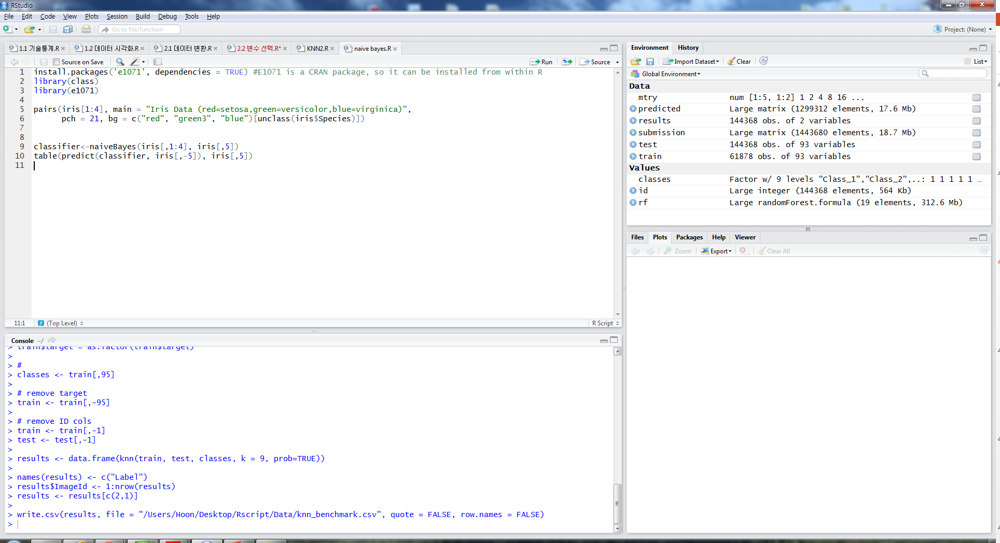 RStudio
File Edit Code View Plots Session Build Debug Tools Help
Go to file/function
Project: (None)
1.1 기술통계.R
1.2 데이터 시각화.R
2.1 데이터 변환.R
2.2 변수 선택.R*
KNN2.R
naive bayes.R
Source on Save
Run
Source
1 install.packages('e1071', dependencies = TRUE) #E1071 is a CRAN package, so it can be installed from within R
2 library(class)
3 library(e1071)
4
5 pairs(iris[1:4], main = "Iris Data (red=setosa,green=versicolor,blue=virginica)",
6 pch = 21, bg = c("red", "green3", "blue")[unclass(iris$Species)])
7
8
9 classifier<-naiveBayes(iris[,1:4], iris[,5])
10 table(predict(classifier, iris[,-5]), iris[,5])
11
11:1 (Top Level) R Script
Console ~/
> train$target = as.factor(train$target)
>
> #
> classes <- train[,95]
>
> # remove target
> train <- train[,-95]
>
> # remove ID cols
> train <- train[,-1]
> test <- test[,-1]
>
> results <- data.frame(knn(train, test, classes, k = 9, prob=TRUE))
>
> names(results) <- c("Label")
> results$ImageId <- 1:nrow(results)
> results <- results[c(2,1)]
>
> write.csv(results, file = "/Users/Hoon/Desktop/Rscript/Data/knn_benchmark.csv", quote = FALSE, row.names = FALSE)
>
Environment History
Import Dataset Clear List
Global Environment
Data
mtry num [1:5, 1:2] 1 2 4 8 16 ...
predicted Large matrix (1299312 elements, 17.6 Mb)
results 144368 obs. of 2 variables
submission Large matrix (1443680 elements, 18.7 Mb)
test 144368 obs. of 93 variables
train 61878 obs. of 93 variables
Values
classes Factor w/ 9 levels "Class_1","Class_2",..: 1 1 1 1 1 …
id Large integer (144368 elements, 564 Kb)
rf Large randomForest.formula (19 elements, 312.6 Mb)
Files Plots Packages Help Viewer
Zoom Export Clear All